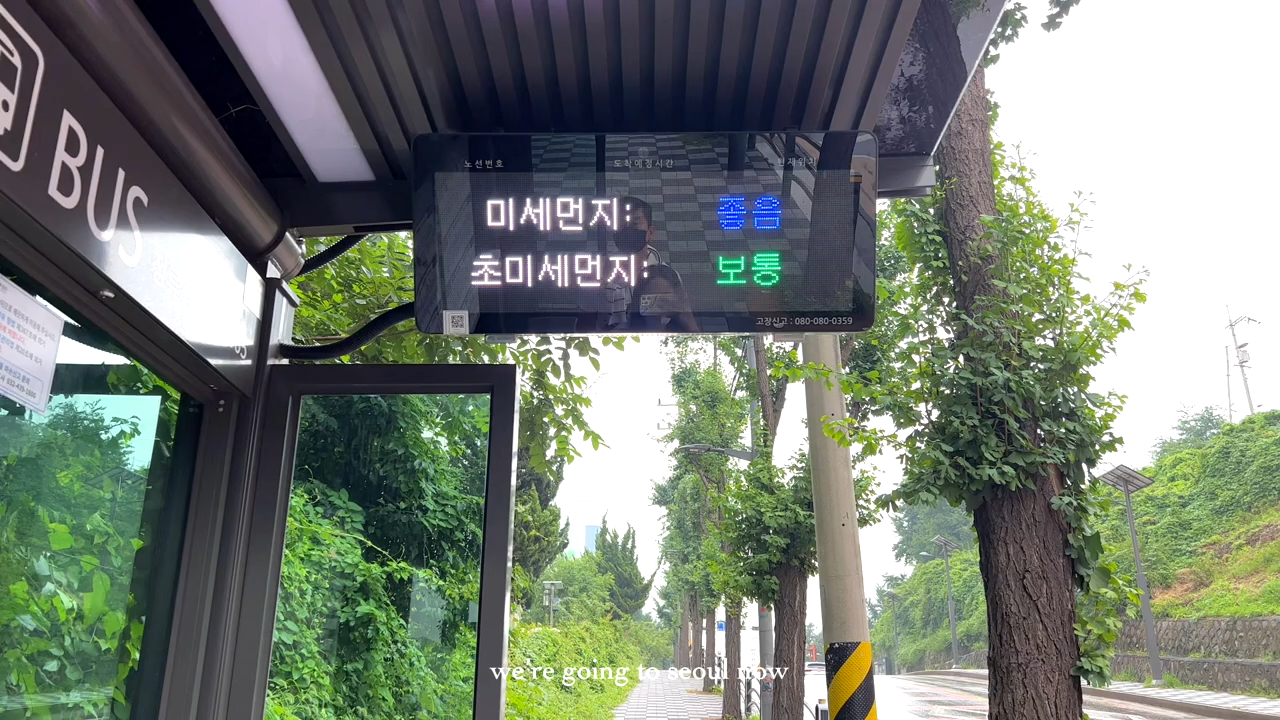 BUS
노선번호 도착예정시간 현재위치
미세먼지: 좋음
초미세먼지: 보통
고장신고 : 080-080-0359
we're going to seoul now